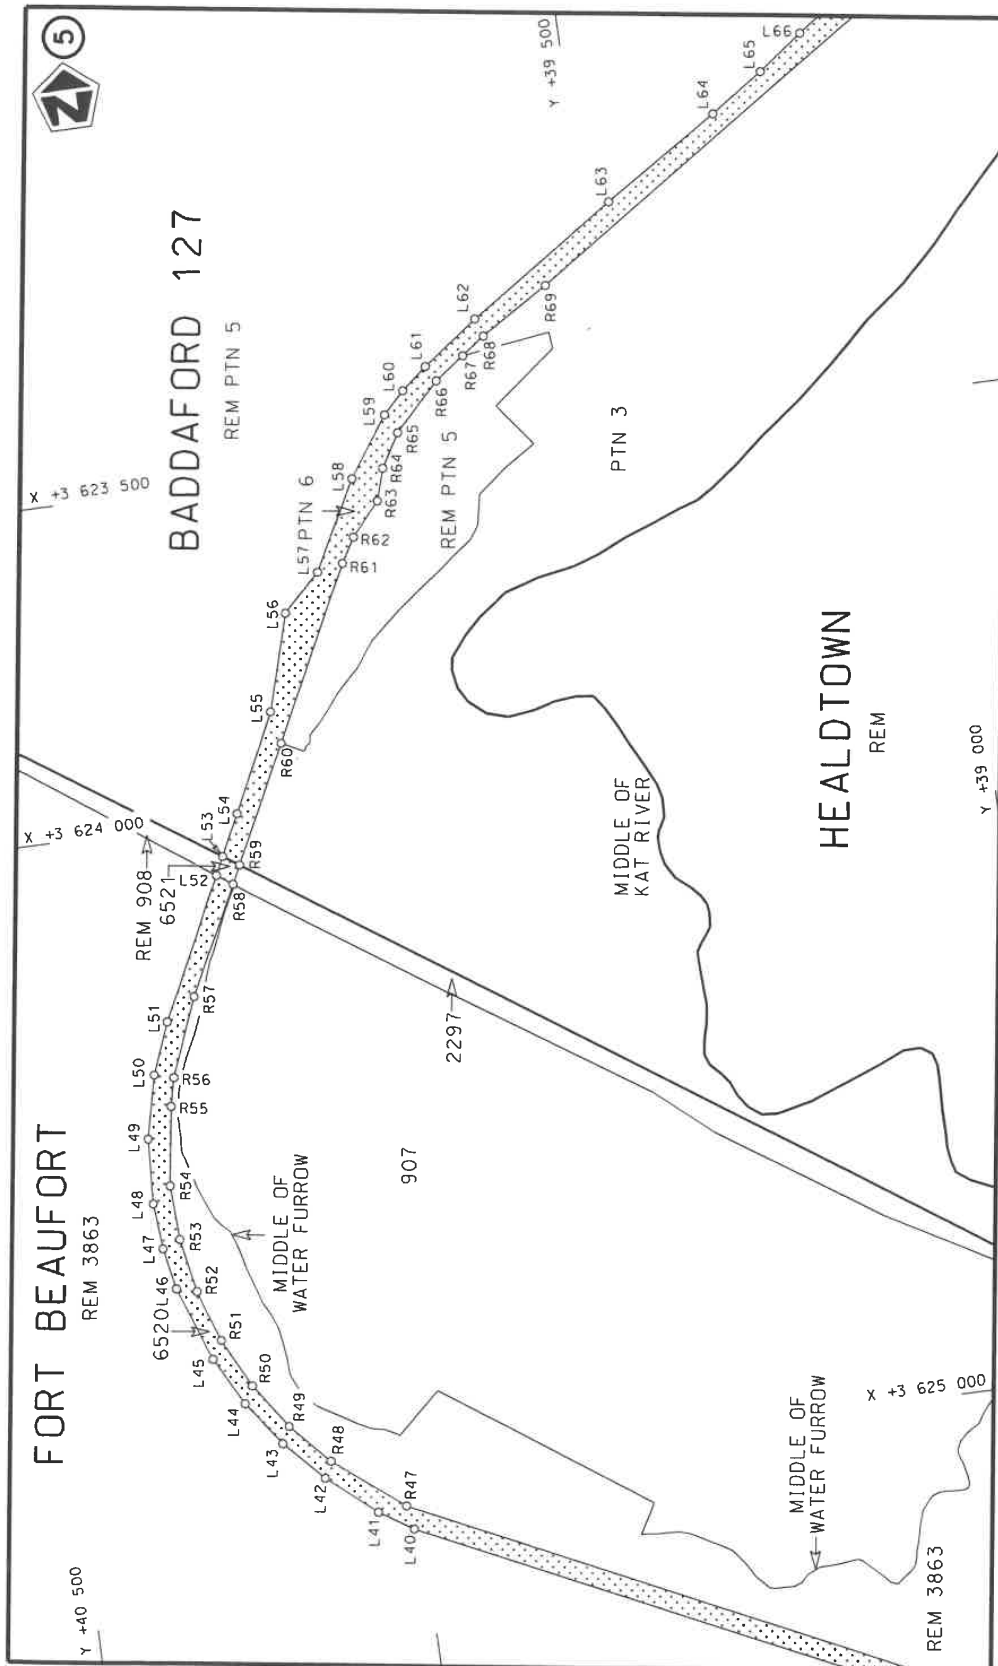 FORT BEAUFORT
REM 3863
BADDAFORD 127
REM PTN 5
N
5
Y +40 500
X +3 624 000
X +3 623 500
Y +39 500
REM 908
6521
6520
L40
L41
L42
L43
L44
L45
L46
L47
L48
L49
L50
L51
L52
L53
L54
L55
L56
L57
PTN 6
L58
L59
L60
L61
L62
L63
L64
L65
L66
R47
R48
R49
R50
R51
R52
R53
R54
R55
R56
R57
R58
R59
R60
R61
R62
R63
R64
R65
R66
R67
R68
R69
REM PTN 5
PTN 3
MIDDLE OF
WATER FURROW
907
2297
MIDDLE OF
KAT RIVER
HEALDTOWN
REM
MIDDLE OF
WATER FURROW
X +3 625 000
Y +39 000
REM 3863